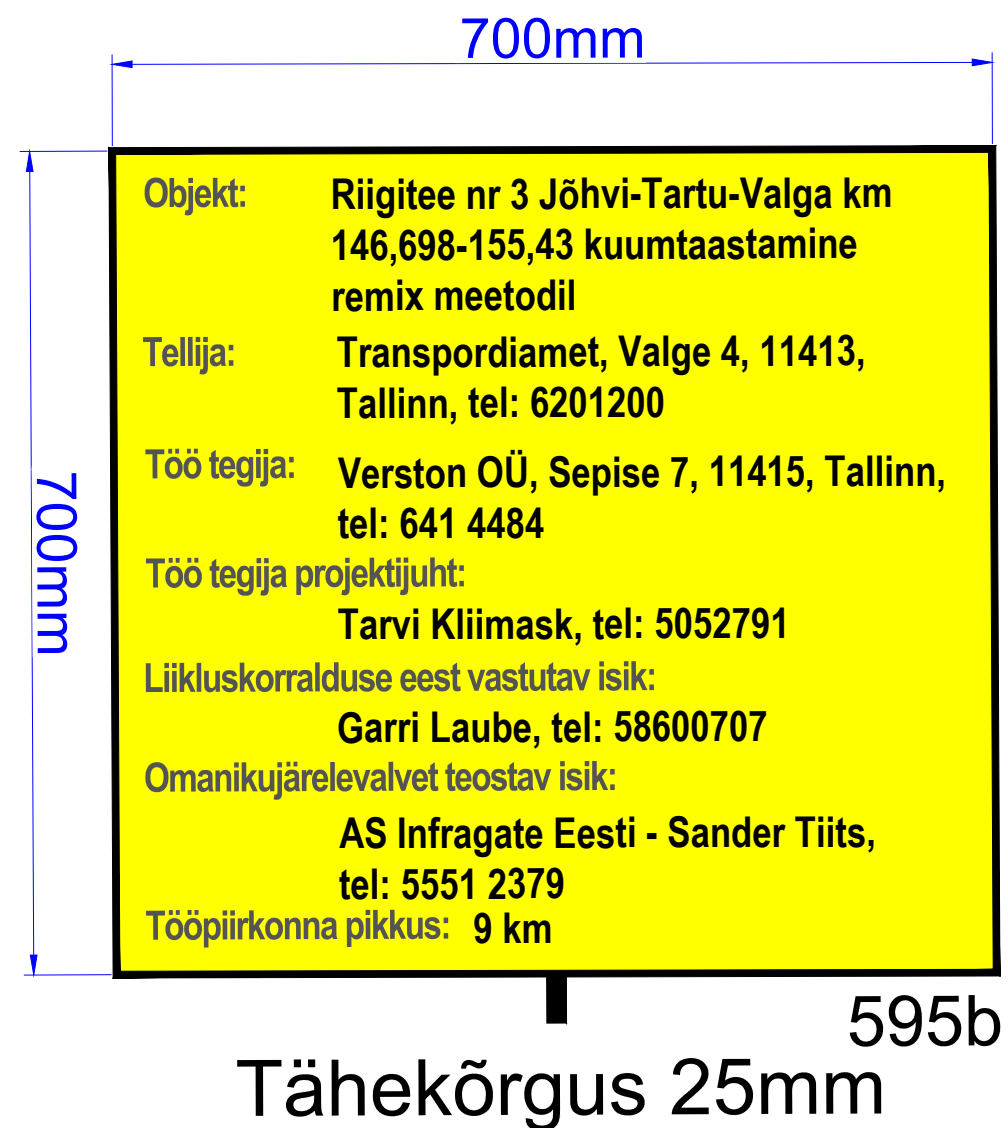 700mm
700mm
Objekt: Riigitee nr 3 Jõhvi-Tartu-Valga km
146,698-155,43 kuumtaastamine
remix meetodil
Tellija: Transpordiamet, Valge 4, 11413,
Tallinn, tel: 6201200
Töö tegija: Verston OÜ, Sepise 7, 11415, Tallinn,
tel: 641 4484
Töö tegija projektijuht:
Tarvi Kliimask, tel: 5052791
Liikluskorralduse eest vastutav isik:
Garri Laube, tel: 58600707
Omanikujärelevalvet teostav isik:
AS Infragate Eesti - Sander Tiits,
tel: 5551 2379
Tööpiirkonna pikkus: 9 km
595b
Tähekõrgus 25mm